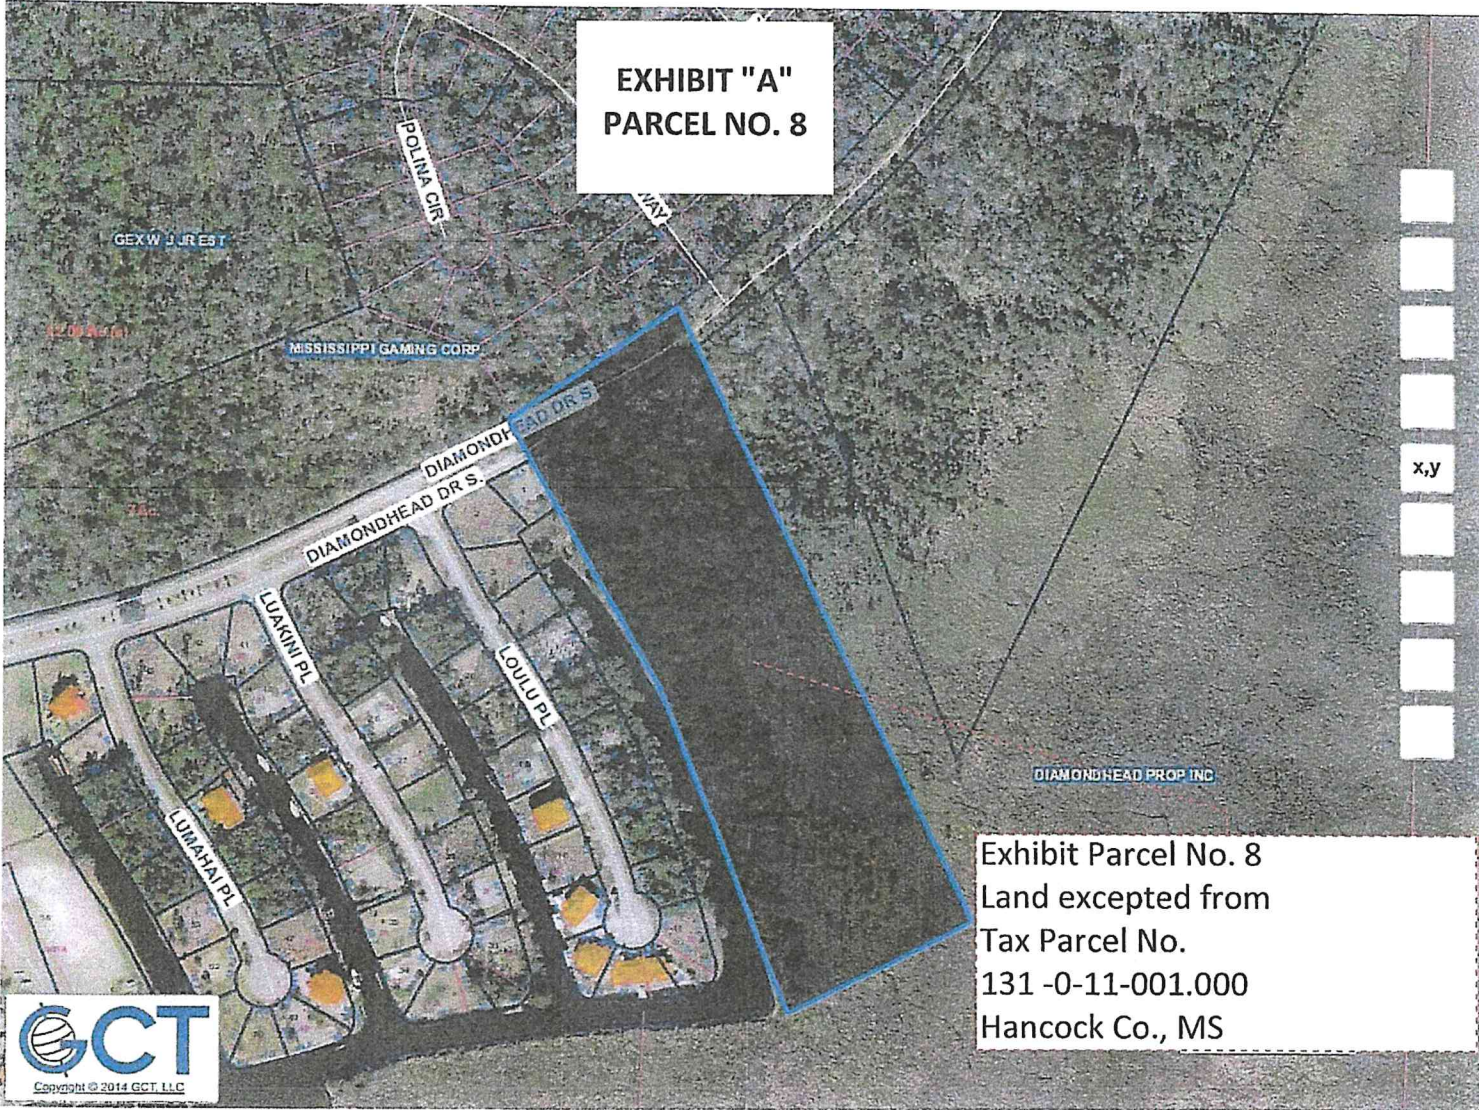 EXHIBIT "A"
PARCEL NO. 8
POLINA CIR
WAY
GEX W J JR EST
MISSISSIPPI GAMING CORP
DIAMONDHEAD DR S
DIAMONDHEAD DR S.
x,y
LUAKINI PL
LOULU PL
LUMAHAI PL
DIAMONDHEAD PROP INC
Exhibit Parcel No. 8
Land excepted from
Tax Parcel No.
131 -0-11-001.000
Hancock Co., MS
GCT
Copyright © 2014 GCT, LLC